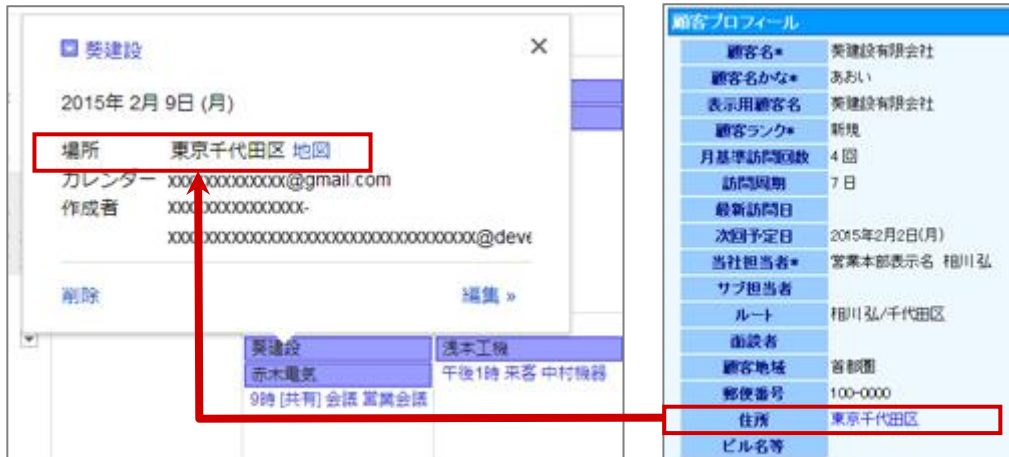 葵建設
×
2015年 2月 9日 (月)
場所 東京千代田区 地図
カレンダー xxxxxxxxxxxxx@gmail.com
作成者 xxxxxxxxxxxxxxx-
xxxxxxxxxxxxxxxxxxxxxxxxxxxxxxxxxx@deve
削除 編集 »
葵建設 浅本工機
赤木電気 午後1時 来客 中村機器
9時 [共有] 会議 営業会議
顧客プロフィール
顧客名* 葵建設有限会社
顧客名かな* あおい
表示用顧客名 葵建設有限会社
顧客ランク* 新規
月基準訪問回数 4 回
訪問周期 7 日
最新訪問日
次回予定日 2015年2月2日(月)
当社担当者* 営業本部表示名 相川 弘
サブ担当者
ルート 相川 弘/千代田区
面談者
顧客地域 首都圏
郵便番号 100-0000
住所 東京千代田区
ビル名等